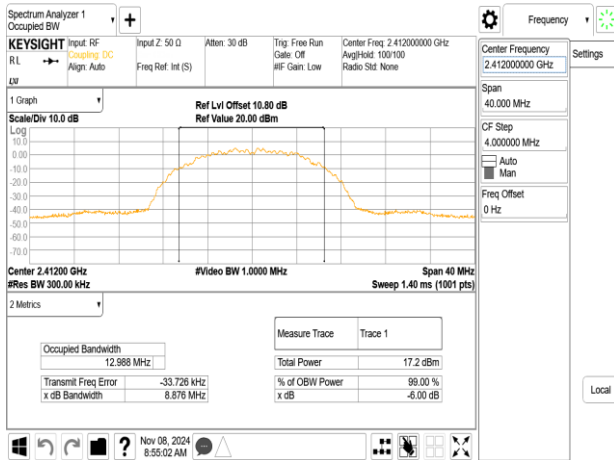 Spectrum Analyzer 1
Occupied BW
Frequency
KEYSIGHT
RL
LXI
Input: RF
Coupling: DC
Align: Auto
Input Z: 50 Ω
Freq Ref: Int (S)
Atten: 30 dB
Trig: Free Run
Gate: Off
#IF Gain: Low
Center Freq: 2.412000000 GHz
Avg|Hold: 100/100
Radio Std: None
Center Frequency
2.412000000 GHz
Settings
Span
40.000 MHz
CF Step
4.000000 MHz
Auto
Man
Freq Offset
0 Hz
1 Graph
Scale/Div 10.0 dB
Ref Lvl Offset 10.80 dB
Ref Value 20.00 dBm
Log
10.0
0.00
-10.0
-20.0
-30.0
-40.0
-50.0
-60.0
-70.0
Center 2.41200 GHz
#Video BW 1.0000 MHz
Span 40 MHz
#Res BW 300.00 kHz
Sweep 1.40 ms (1001 pts)
2 Metrics
Occupied Bandwidth
12.988 MHz
Transmit Freq Error -33.726 kHz
x dB Bandwidth 8.876 MHz
Measure Trace Trace 1
Total Power 17.2 dBm
% of OBW Power 99.00 %
x dB -6.00 dB
Local
?
Nov 08, 2024
8:55:02 AM